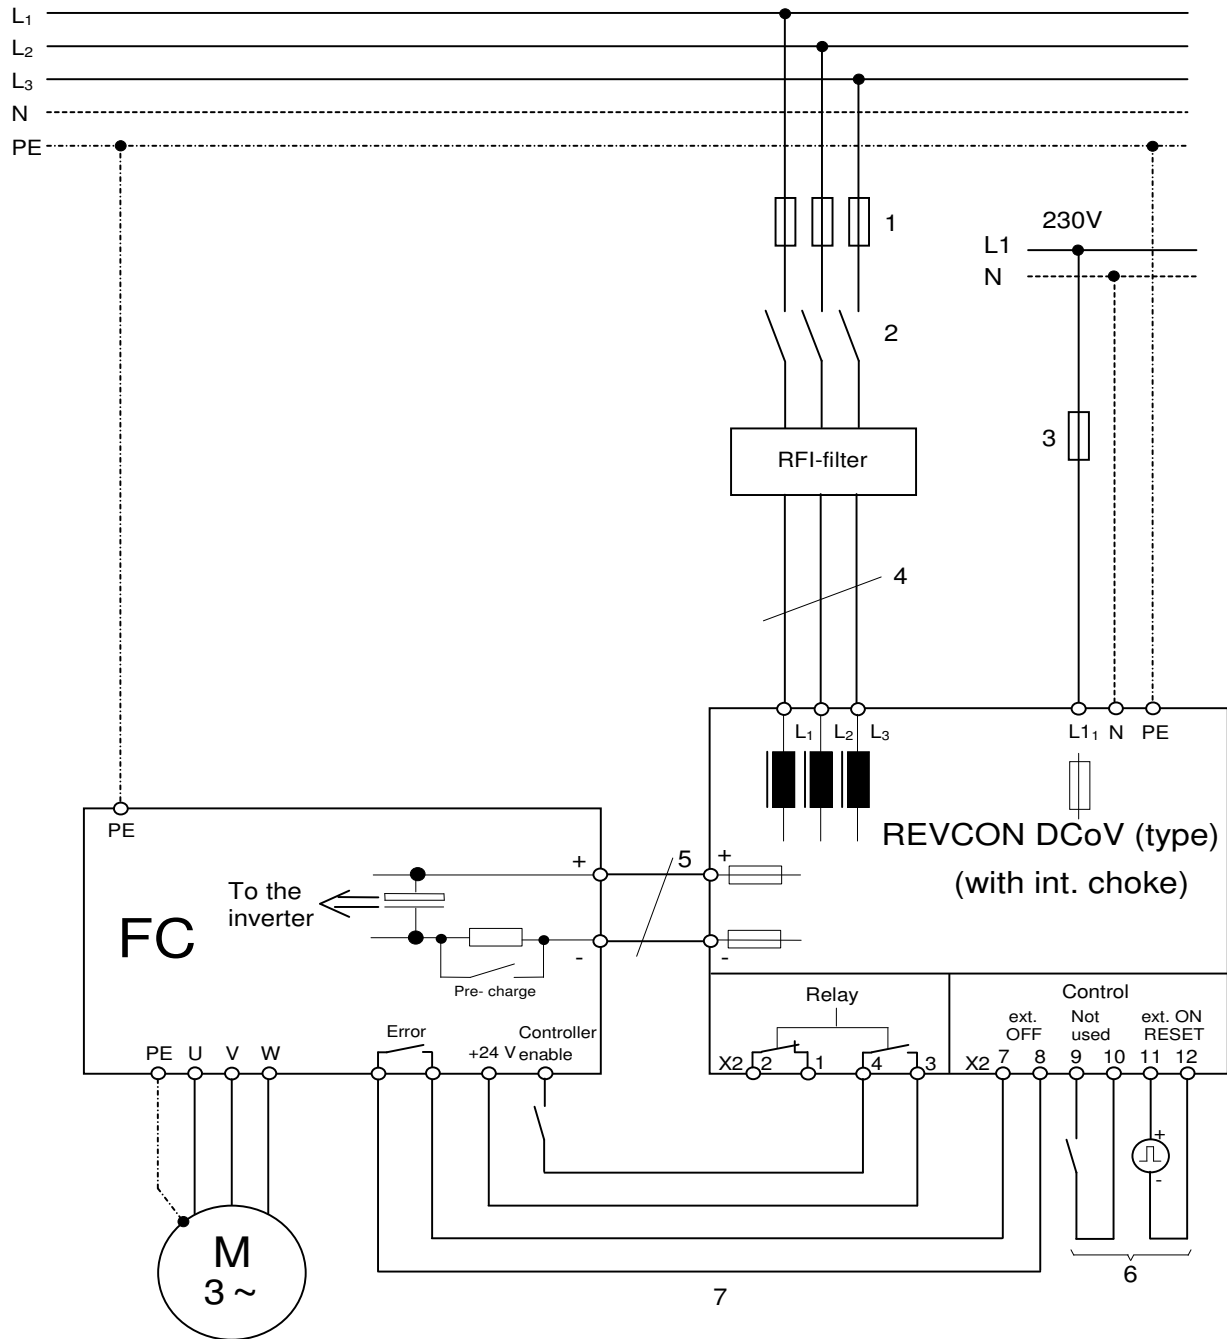 L₁
L₂
L₃
N
PE
1
230V
L1
N
2
3
RFI-filter
4
L₁ L₂ L₃
L1₁ N PE
REVCON DCoV (type)
(with int. choke)
PE
+ 5 +
To the
inverter
FC
- -
Pre- charge
Relay
Control
ext.
OFF
Not
used
ext. ON
RESET
Error
+24 V
Controller
enable
PE U V W
X2 2 1 4 3
X2 7 8 9 10 11 12
+
-
M
3 ~
6
7